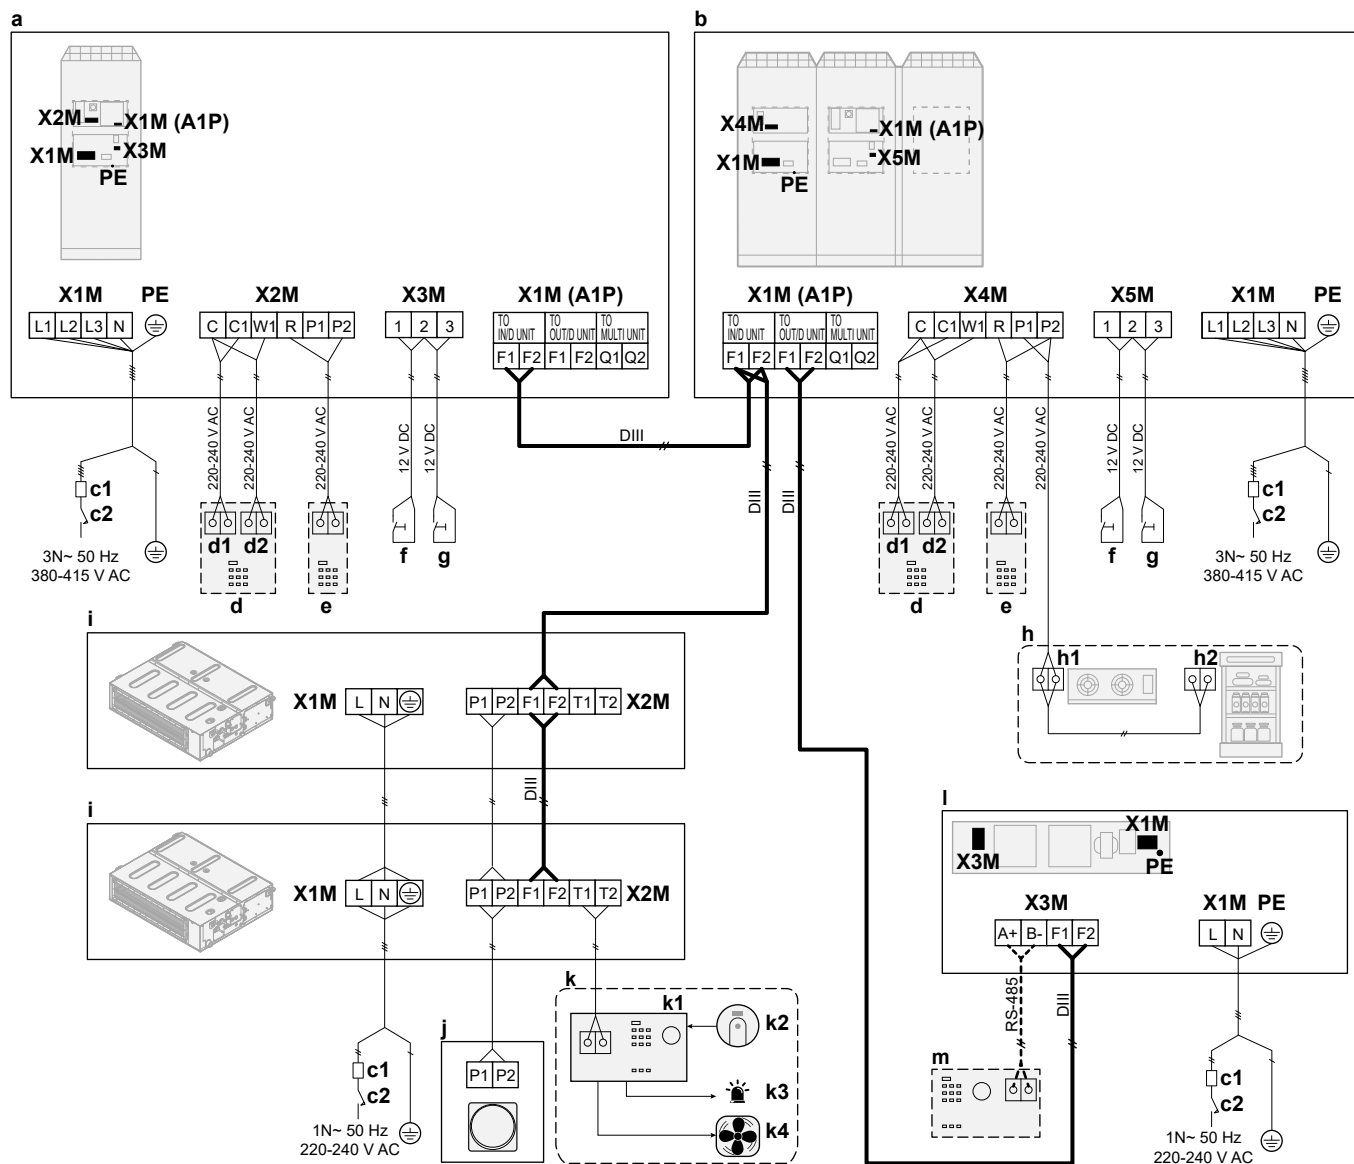 a
X2M
X1M (A1P)
X1M
X3M
PE
X1M PE X2M X3M X1M (A1P)
L1 L2 L3 N
C C1 W1 R P1 P2
1 2 3
TO IN/D UNIT
TO OUT/D UNIT
TO MULTI UNIT
F1 F2 F1 F2 Q1 Q2
220-240 V AC
220-240 V AC
220-240 V AC
12 V DC
12 V DC
DIII
c1
c2
3N~ 50 Hz
380-415 V AC
d1 d2
d
e
f
g
b
X4M
X1M (A1P)
X1M
X5M
PE
X1M (A1P) X4M X5M X1M PE
TO IN/D UNIT
TO OUT/D UNIT
TO MULTI UNIT
F1 F2 F1 F2 Q1 Q2
C C1 W1 R P1 P2
1 2 3
L1 L2 L3 N
DIII
DIII
220-240 V AC
220-240 V AC
220-240 V AC
220-240 V AC
12 V DC
12 V DC
d1 d2
d
e
f
g
c1
c2
3N~ 50 Hz
380-415 V AC
h
h1
h2
i
X1M
L N
P1 P2 F1 F2 T1 T2
X2M
DIII
i
X1M
L N
P1 P2 F1 F2 T1 T2
X2M
c1
c2
1N~ 50 Hz
220-240 V AC
j
P1 P2
k
k1
k2
k3
k4
l
X3M
X1M
PE
X3M
A+ B- F1 F2
X1M PE
L N
RS-485
DIII
m
c1
c2
1N~ 50 Hz
220-240 V AC